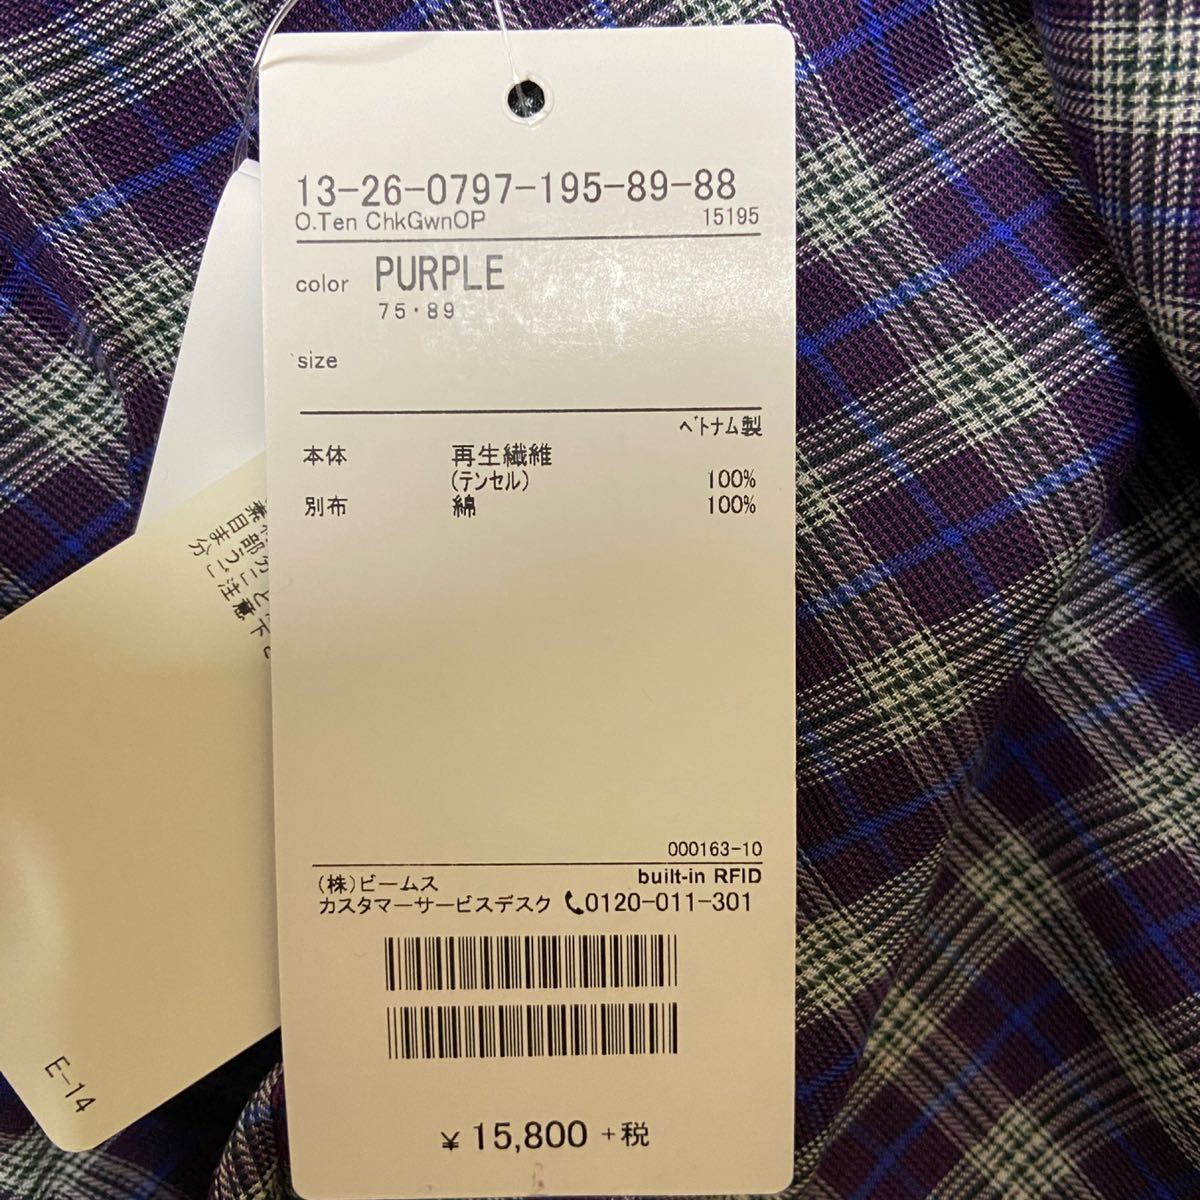 13-26-0797-195-89-88
O.Ten ChkGwnOP 15195
color PURPLE
75・89
size
ベトナム製
本体 再生繊維
(テンセル) 100%
別布 綿 100%
000163-10
built-in RFID
(株)ビームス
カスタマーサービスデスク 0120-011-301
¥ 15,800 +税
E-14